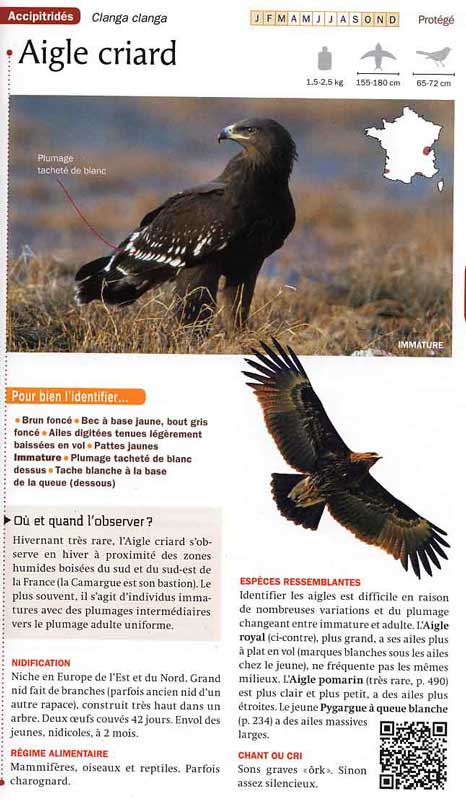 Accipitridés Clanga clanga
J F M A M J J A S O N D Protégé
Aigle criard
1,5-2,5 kg 155-180 cm 65-72 cm
Plumage
tacheté de blanc
IMMATURE
Pour bien l'identifier...
• Brun foncé • Bec à base jaune, bout gris
foncé • Ailes digitées tenues légèrement
baissées en vol • Pattes jaunes
Immature • Plumage tacheté de blanc
dessus • Tache blanche à la base
de la queue (dessous)
Où et quand l'observer ?
Hivernant très rare, l'Aigle criard s'ob-
serve en hiver à proximité des zones
humides boisées du sud et du sud-est de
la France (la Camargue est son bastion). Le
plus souvent, il s'agit d'individus imma-
tures avec des plumages intermédiaires
vers le plumage adulte uniforme.
NIDIFICATION
Niche en Europe de l'Est et du Nord. Grand
nid fait de branches (parfois ancien nid d'un
autre rapace), construit très haut dans un
arbre. Deux œufs couvés 42 jours. Envol des
jeunes, nidicoles, à 2 mois.
RÉGIME ALIMENTAIRE
Mammifères, oiseaux et reptiles. Parfois
charognard.
ESPÈCES RESSEMBLANTES
Identifier les aigles est difficile en raison
de nombreuses variations et du plumage
changeant entre immature et adulte. L'Aigle
royal (ci-contre), plus grand, a ses ailes plus
à plat en vol (marques blanches sous les ailes
chez le jeune), ne fréquente pas les mêmes
milieux. L'Aigle pomarin (très rare, p. 490)
est plus clair et plus petit, a des ailes plus
étroites. Le jeune Pygargue à queue blanche
(p. 234) a des ailes massives
larges.
CHANT OU CRI
Sons graves « ôrk ». Sinon
assez silencieux.